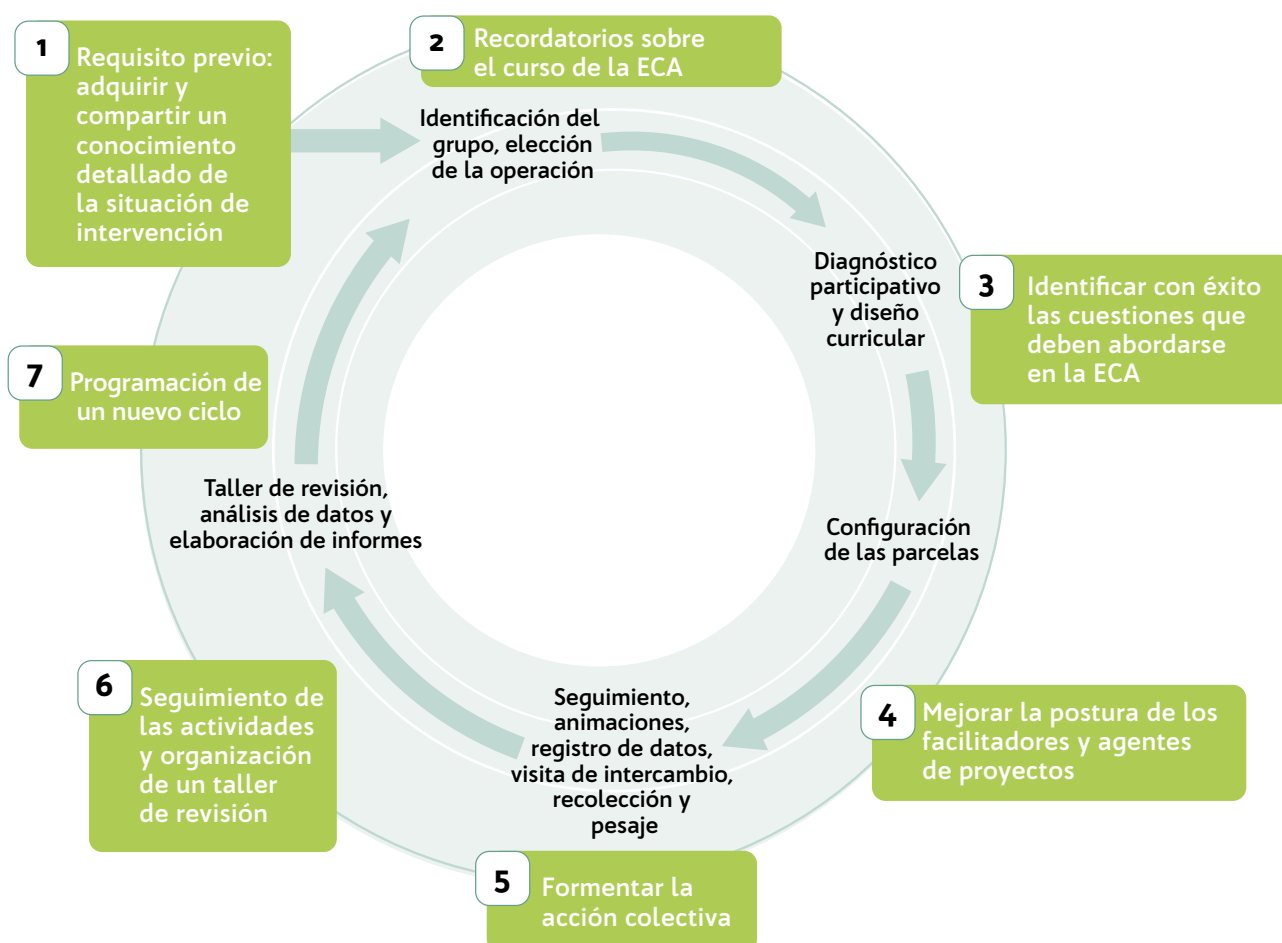 1
Requisito previo:
adquirir y
compartir un
conocimiento
detallado de
la situación de
intervención
2
Recordatorios sobre
el curso de la ECA
Identificación del
grupo, elección
de la operación
Diagnóstico
participativo
y diseño
curricular
3
Identificar con éxito
las cuestiones que
deben abordarse
en la ECA
Configuración
de las parcelas
4
Mejorar la postura de los
facilitadores y agentes
de proyectos
Seguimiento,
animaciones,
registro de datos,
visita de intercambio,
recolección y
pesaje
5
Formentar la
acción colectiva
6
Seguimiento de
las actividades
y organización
de un taller
de revisión
Taller de revisión,
análisis de datos y
elaboración de informes
7
Programación de
un nuevo ciclo